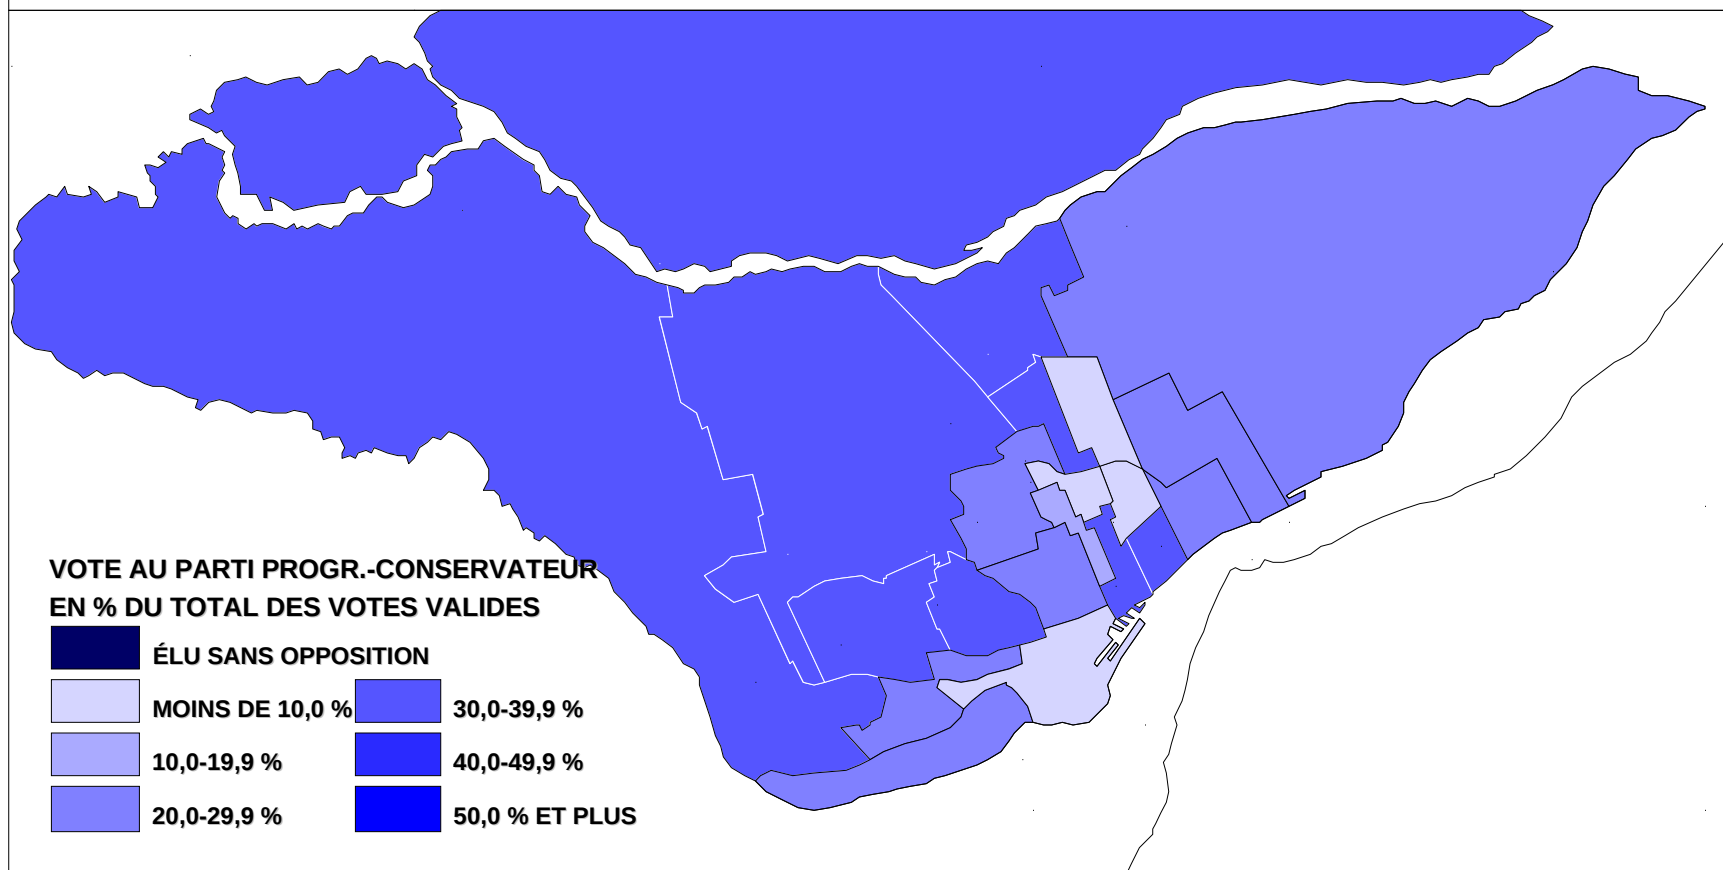 VOTE AU PARTI PROGR.-CONSERVATEUR
EN % DU TOTAL DES VOTES VALIDES
ÉLU SANS OPPOSITION
MOINS DE 10,0 %
30,0-39,9 %
10,0-19,9 %
40,0-49,9 %
20,0-29,9 %
50,0 % ET PLUS